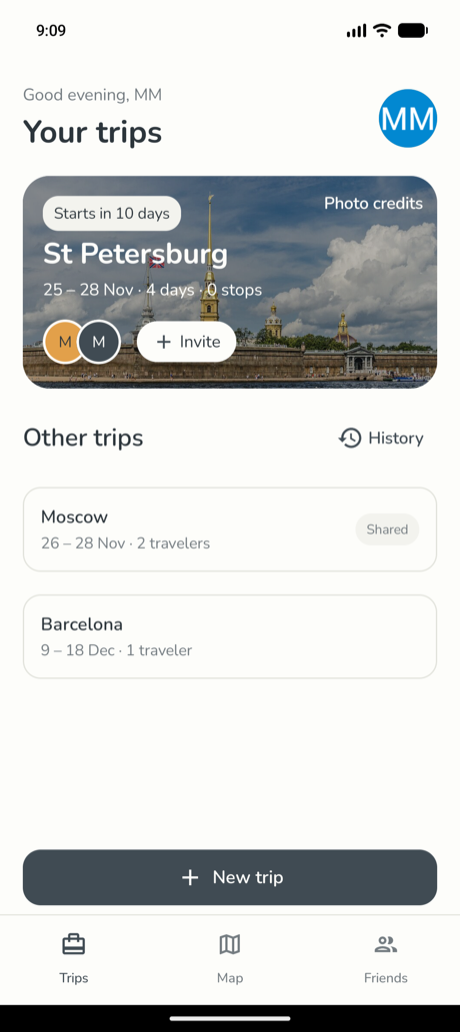 9:09
Good evening, MM
Your trips
MM
Starts in 10 days
Photo credits
St Petersburg
25 – 28 Nov · 4 days · 0 stops
M M
Invite
Other trips
History
Moscow
26 – 28 Nov · 2 travelers
Shared
Barcelona
9 – 18 Dec · 1 traveler
New trip
Trips
Map
Friends